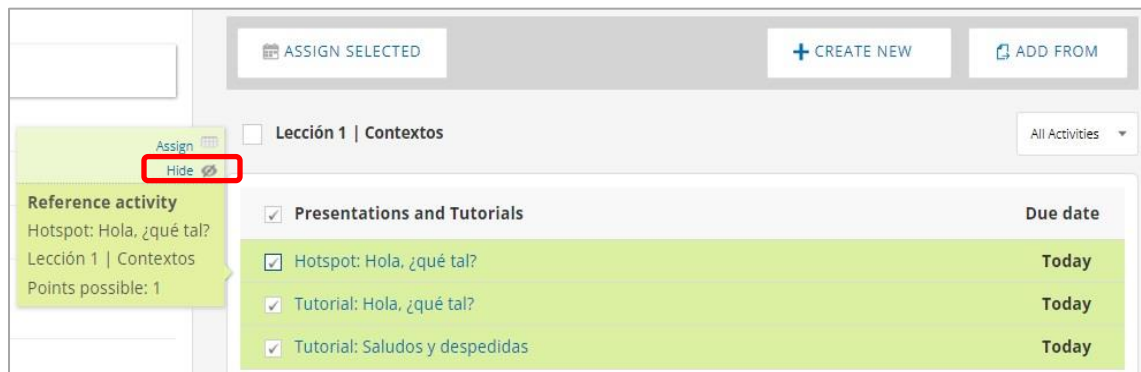 ASSIGN SELECTED
CREATE NEW
ADD FROM
Assign
Hide
Reference activity
Hotspot: Hola, ¿qué tal?
Lección 1 | Contextos
Points possible: 1
Lección 1 | Contextos
All Activities
Presentations and Tutorials Due date
Hotspot: Hola, ¿qué tal? Today
Tutorial: Hola, ¿qué tal? Today
Tutorial: Saludos y despedidas Today